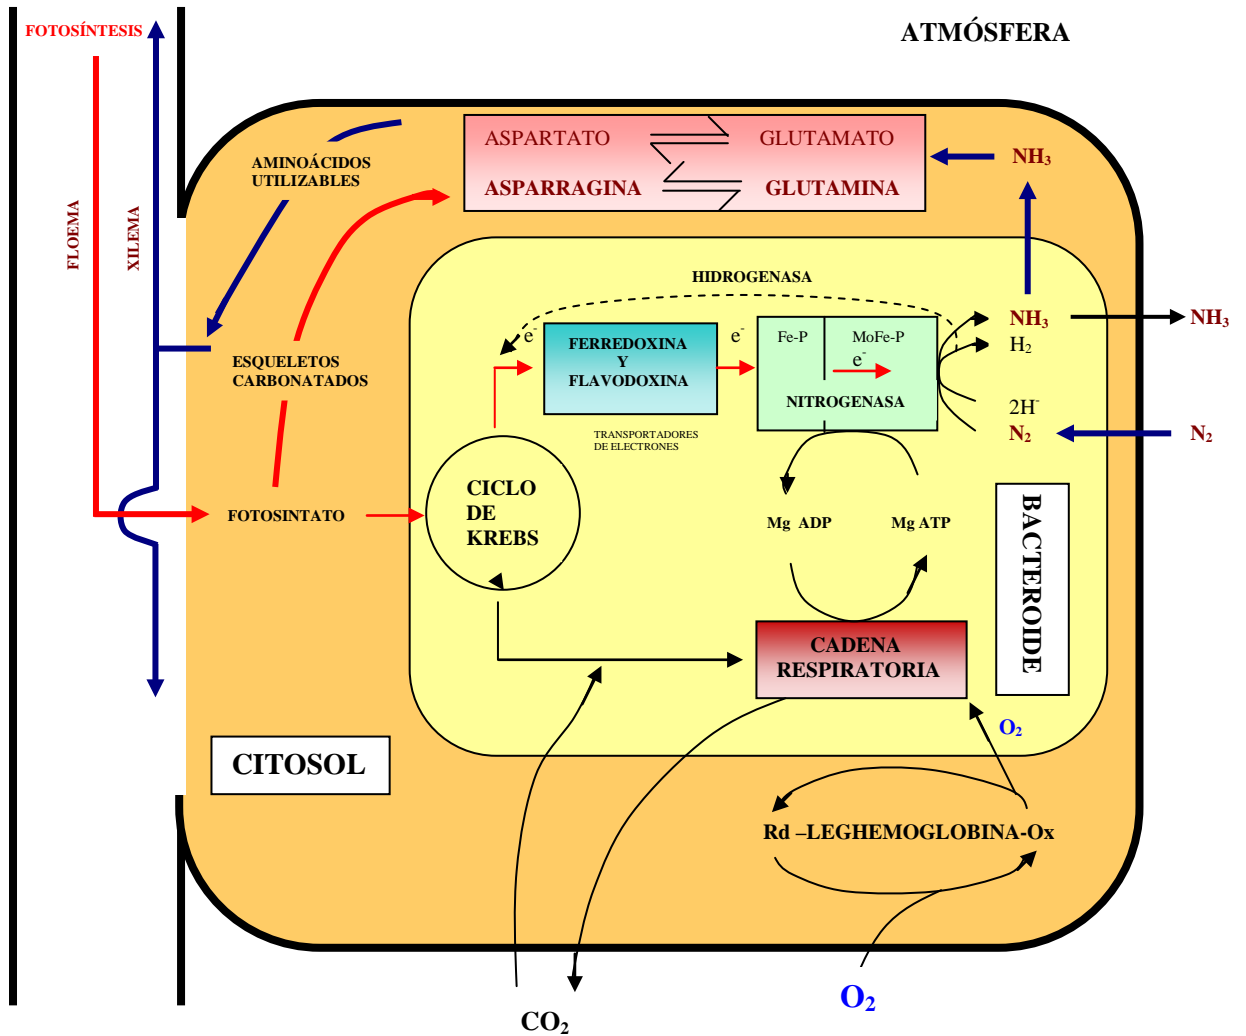 FOTOSÍNTESIS
ATMÓSFERA
FLOEMA
XILEMA
AMINOÁCIDOS
UTILIZABLES
ASPARTATO
GLUTAMATO
ASPARRAGINA
GLUTAMINA
NH₃
HIDROGENASA
e⁻
FERREDOXINA
Y
FLAVODOXINA
e⁻
Fe-P
MoFe-P
e⁻
NITROGENASA
NH₃
H₂
NH₃
2H⁻
N₂
N₂
TRANSPORTADORES
DE ELECTRONES
ESQUELETOS
CARBONATADOS
FOTOSINTATO
CICLO
DE
KREBS
Mg ADP
Mg ATP
BACTEROIDE
CADENA
RESPIRATORIA
O₂
CITOSOL
Rd –LEGHEMOGLOBINA-Ox
O₂
CO₂